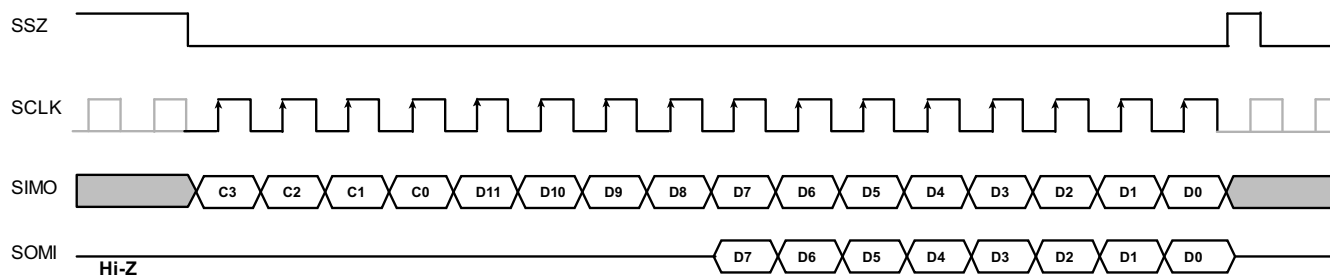 SSZ
SCLK
SIMO C3 C2 C1 C0 D11 D10 D9 D8 D7 D6 D5 D4 D3 D2 D1 D0
SOMI D7 D6 D5 D4 D3 D2 D1 D0
Hi-Z